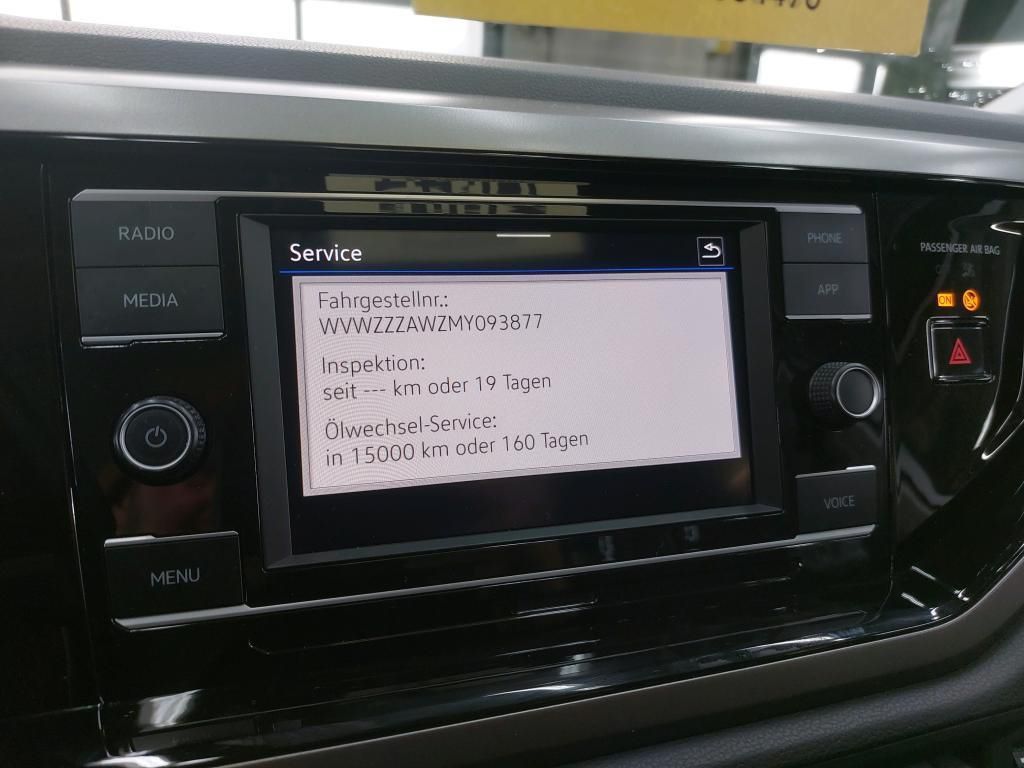 RADIO
MEDIA
MENU
Service
Fahrgestellnr.:
WVWZZZAWZMY093877
Inspektion:
seit --- km oder 19 Tagen
Ölwechsel-Service:
in 15000 km oder 160 Tagen
PHONE
APP
VOICE
PASSENGER AIR BAG
ON